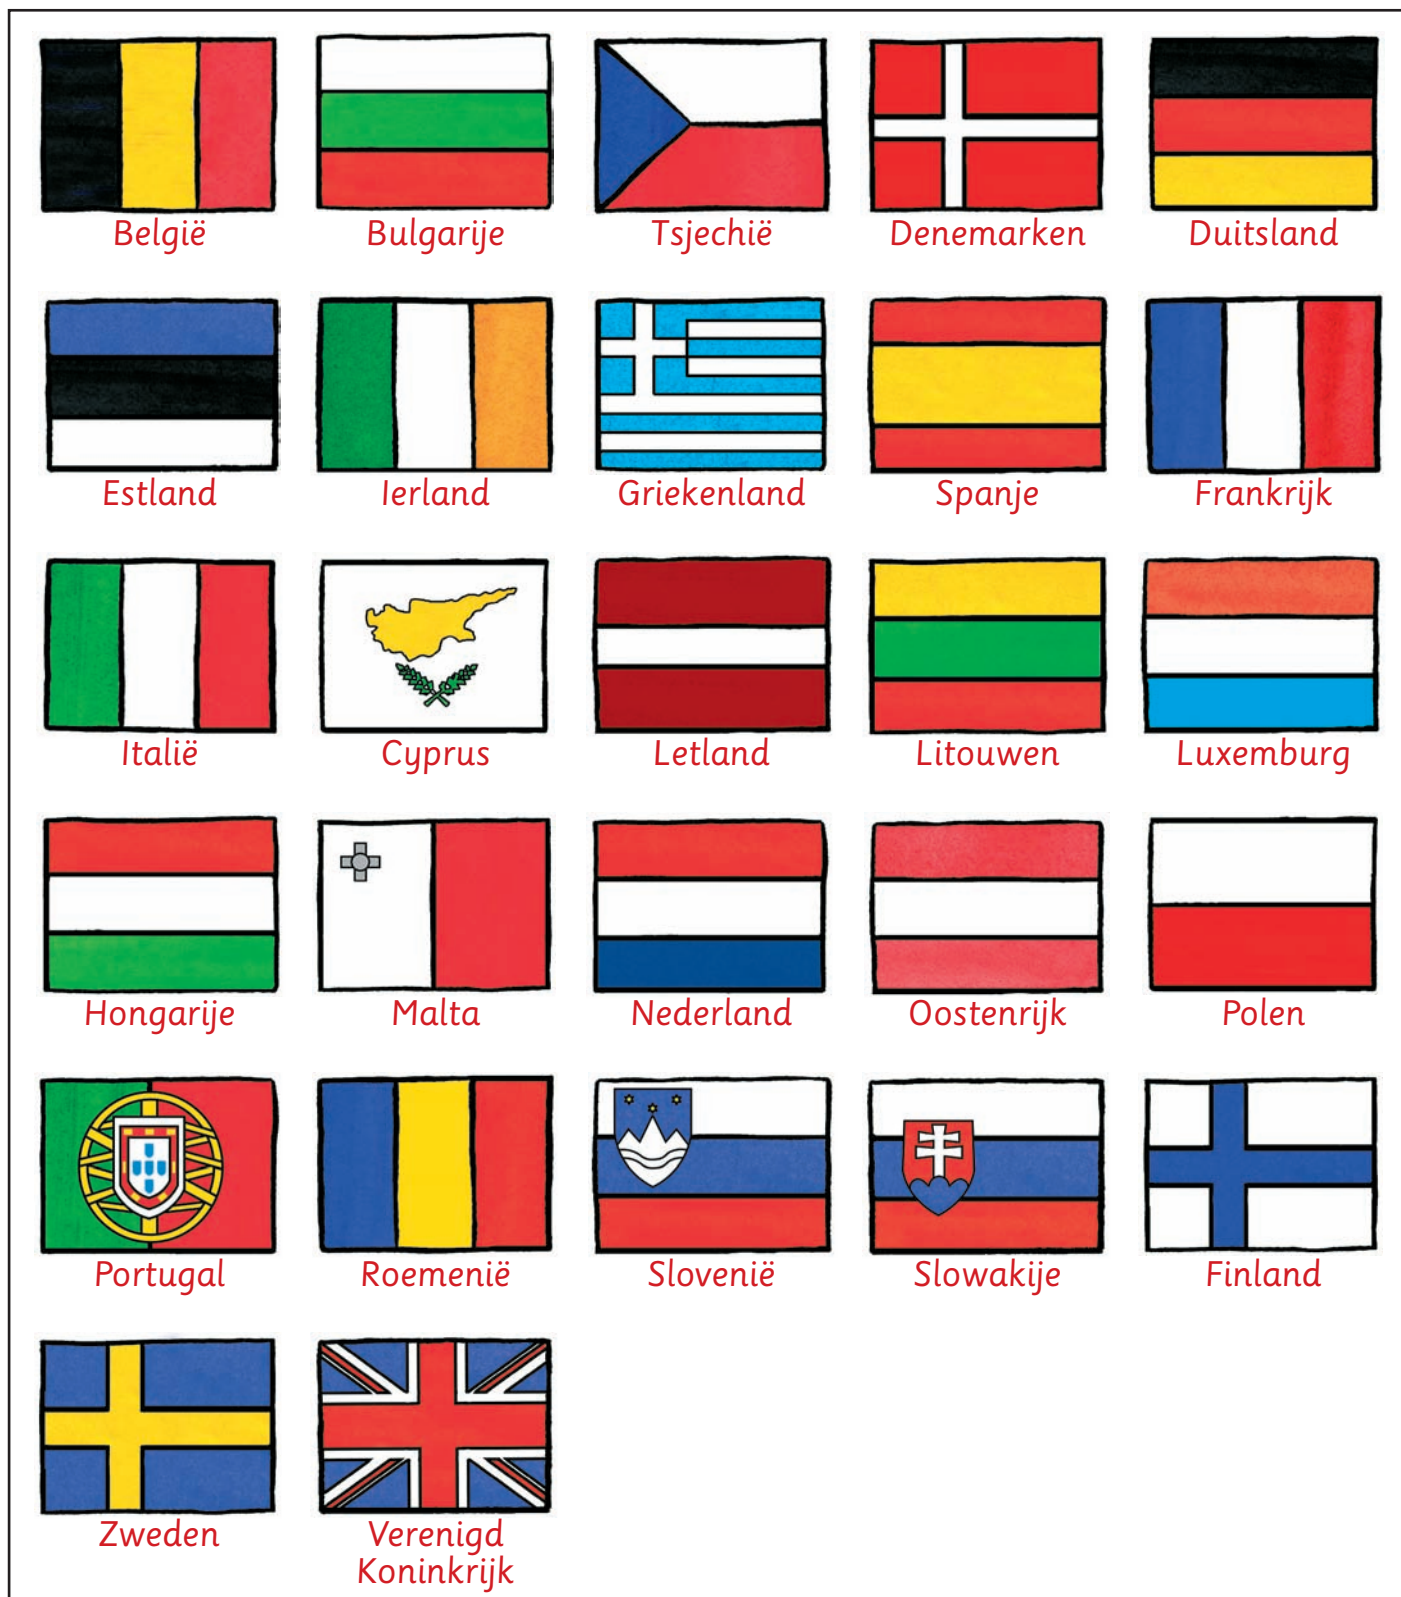 België
Bulgarije
Tsjechië
Denemarken
Duitsland
Estland
Ierland
Griekenland
Spanje
Frankrijk
Italië
Cyprus
Letland
Litouwen
Luxemburg
Hongarije
Malta
Nederland
Oostenrijk
Polen
Portugal
Roemenië
Slovenië
Slowakije
Finland
Zweden
Verenigd
Koninkrijk